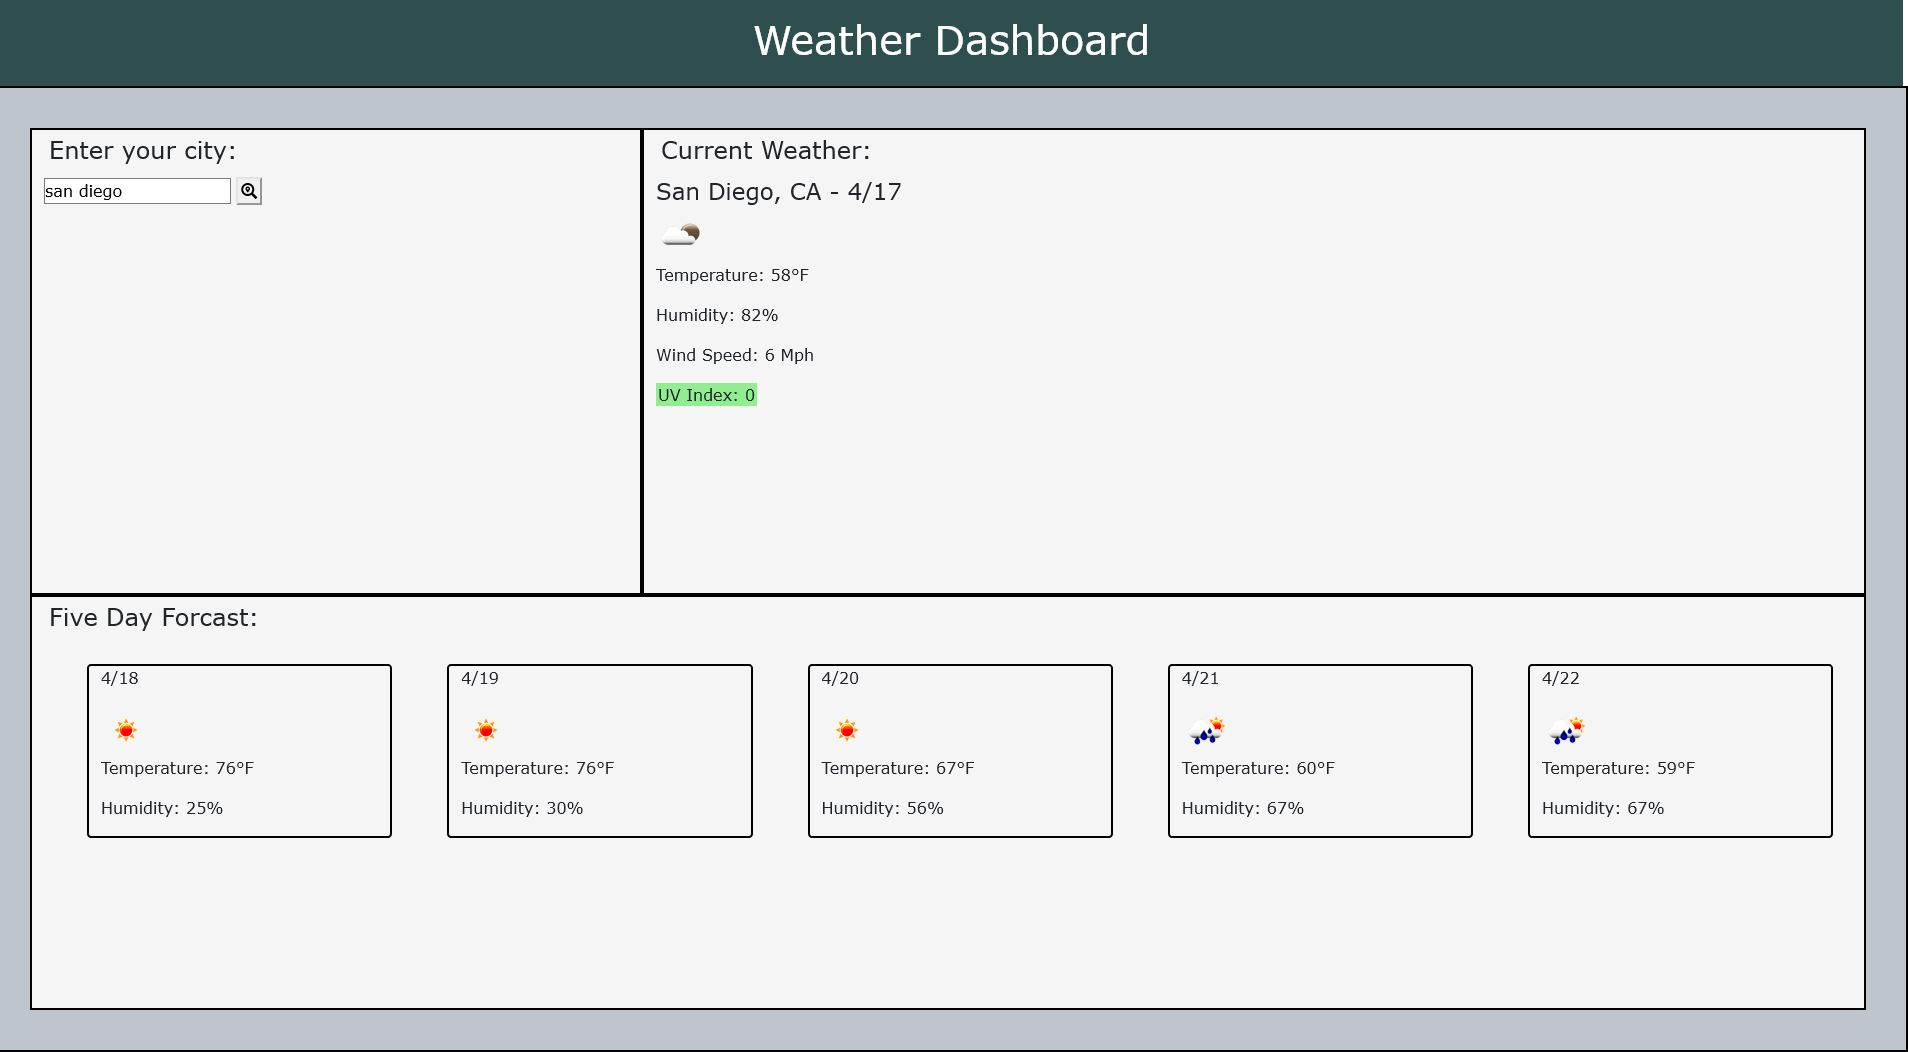 Weather Dashboard
Enter your city:
san diego
Current Weather:
San Diego, CA - 4/17
Temperature: 58°F
Humidity: 82%
Wind Speed: 6 Mph
UV Index: 0
Five Day Forcast:
4/18
Temperature: 76°F
Humidity: 25%
4/19
Temperature: 76°F
Humidity: 30%
4/20
Temperature: 67°F
Humidity: 56%
4/21
Temperature: 60°F
Humidity: 67%
4/22
Temperature: 59°F
Humidity: 67%